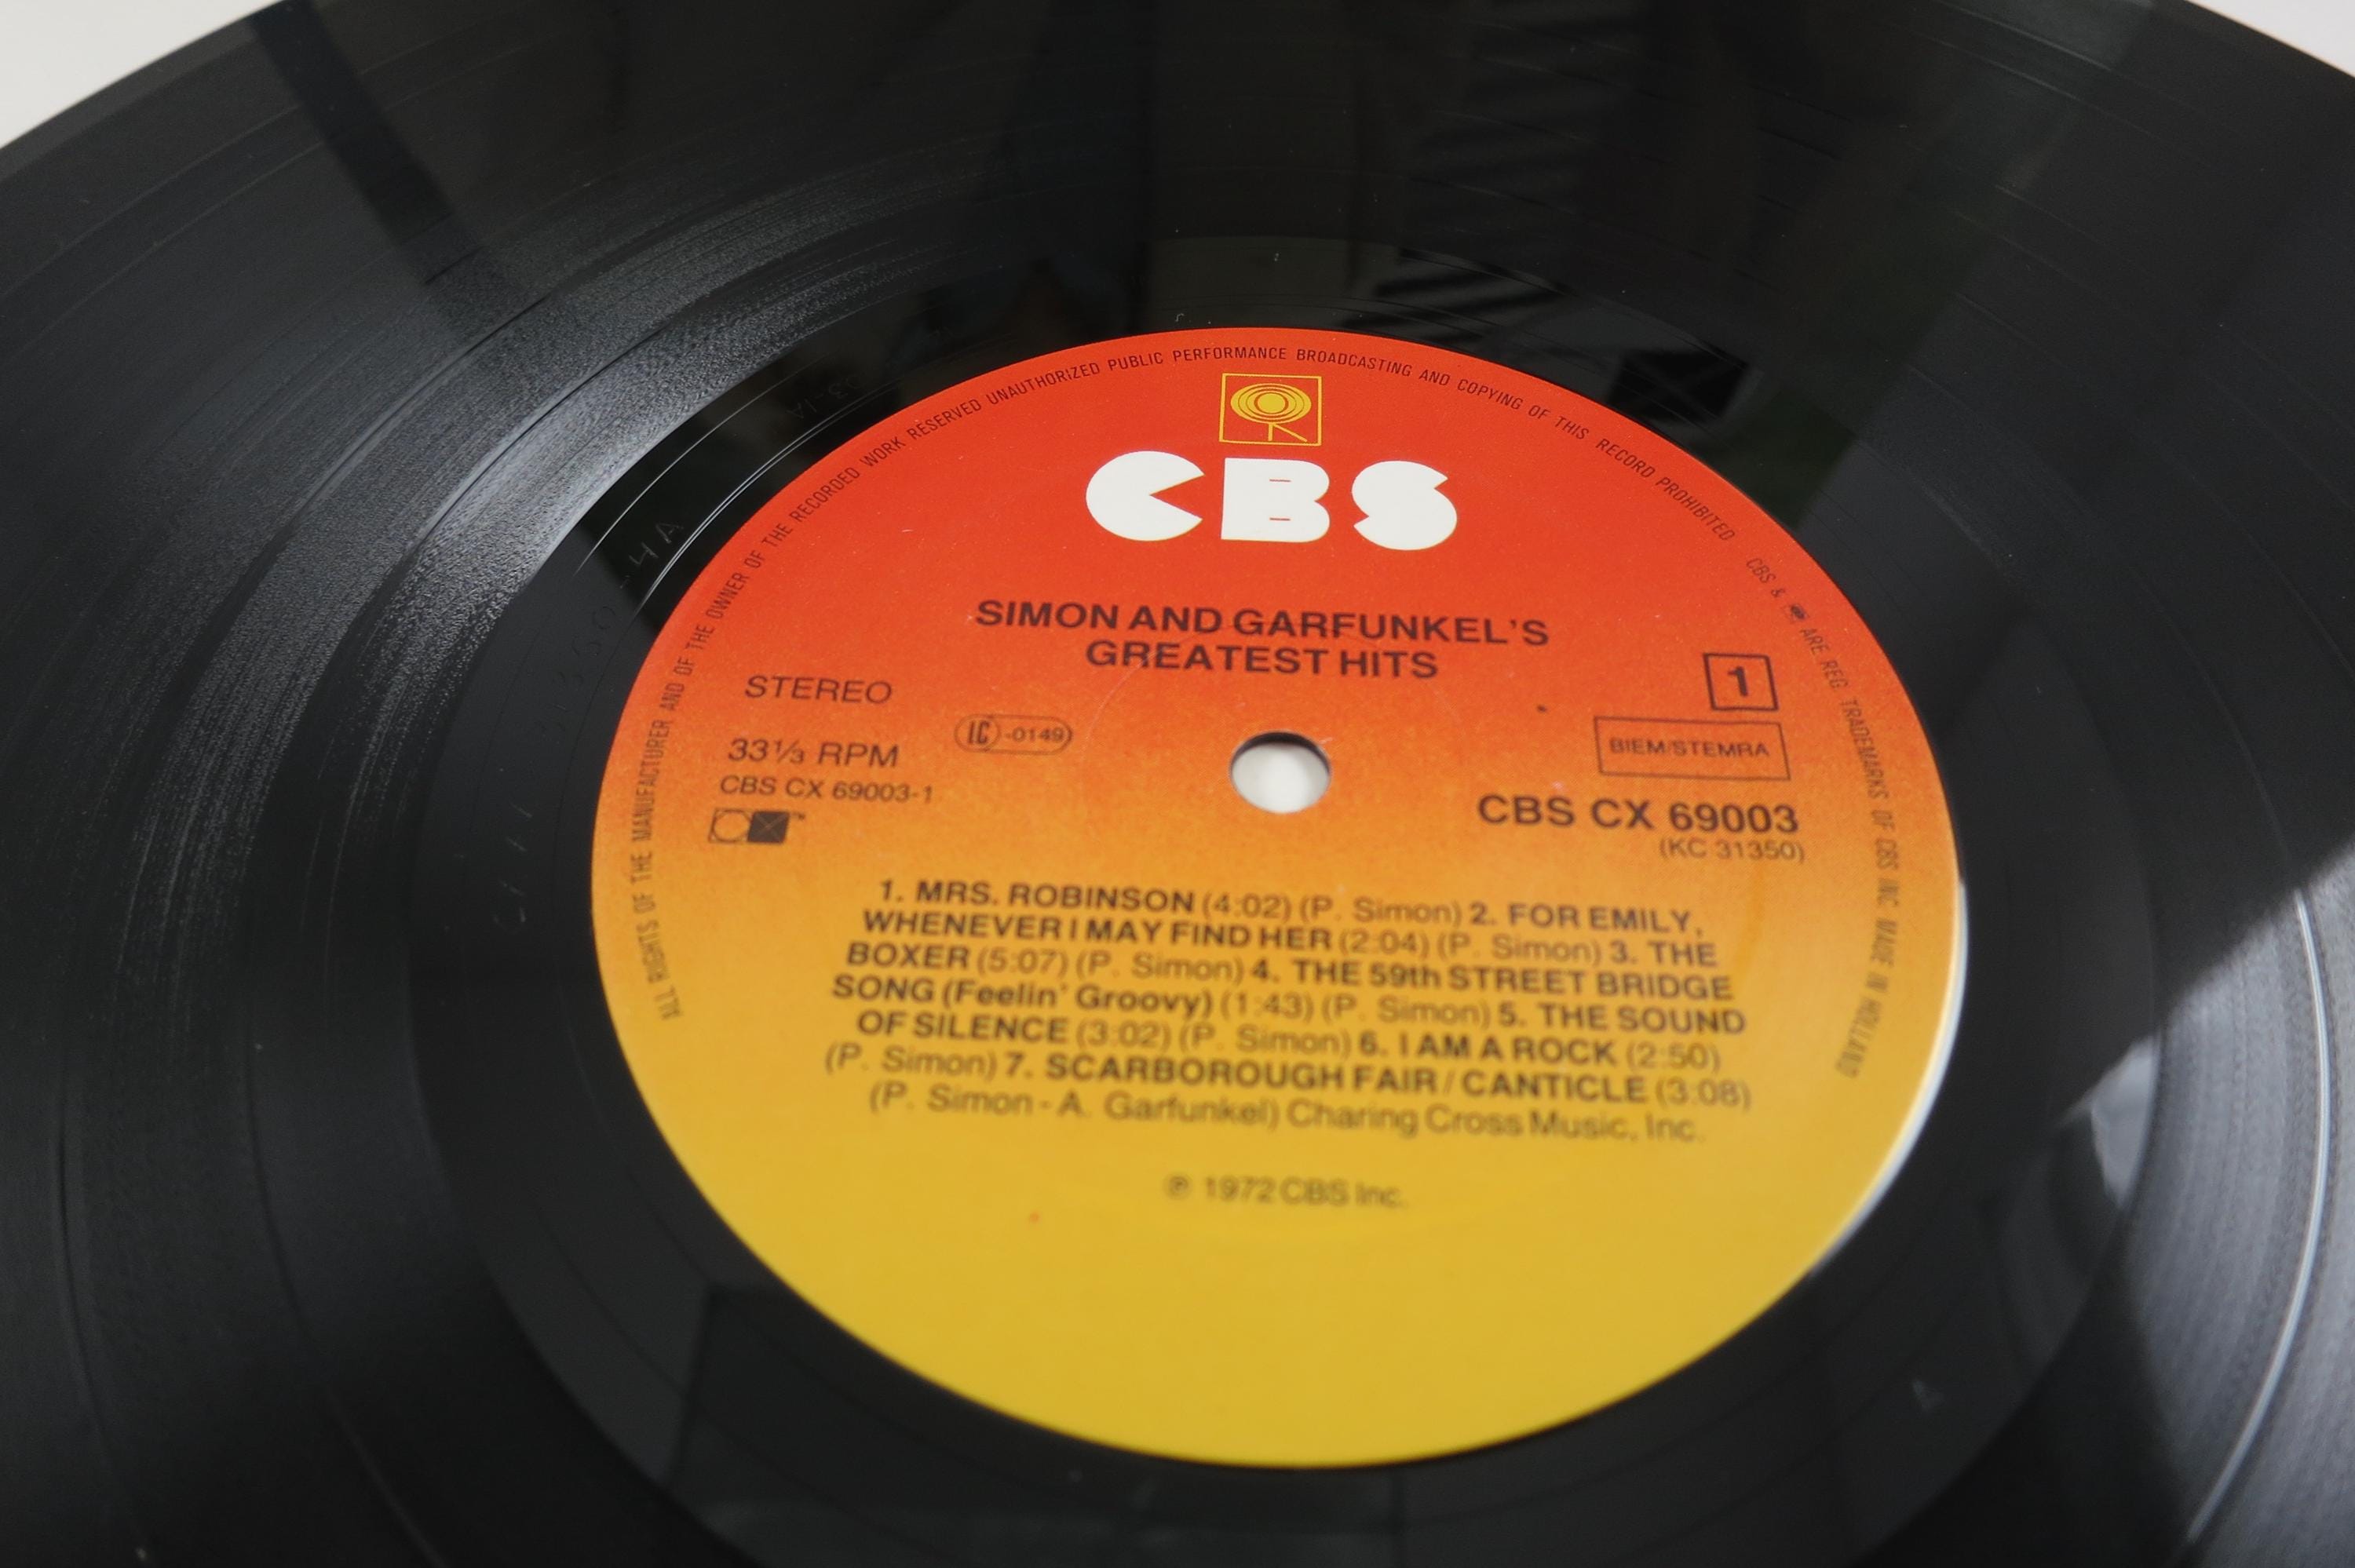 ALL RIGHTS OF THE MANUFACTURER AND OF THE OWNER OF THE RECORDED WORK RESERVED UNAUTHORIZED PUBLIC PERFORMANCE BROADCASTING AND COPYING OF THIS RECORD PROHIBITED CBS & ARE REG. TRADEMARKS OF CBS INC. MADE IN HOLLAND
CBS
SIMON AND GARFUNKEL'S
GREATEST HITS
STEREO
1
LC -0149
33⅓ RPM
BIEM/STEMRA
CBS CX 69003-1
CBS CX 69003
(KC 31350)
1. MRS. ROBINSON (4:02) (P. Simon) 2. FOR EMILY,
WHENEVER I MAY FIND HER (2:04) (P. Simon) 3. THE
BOXER (5:07) (P. Simon) 4. THE 59th STREET BRIDGE
SONG (Feelin' Groovy) (1:43) (P. Simon) 5. THE SOUND
OF SILENCE (3:02) (P. Simon) 6. I AM A ROCK (2:50)
(P. Simon) 7. SCARBOROUGH FAIR / CANTICLE (3:08)
(P. Simon - A. Garfunkel) Charing Cross Music, Inc.
℗ 1972 CBS Inc.